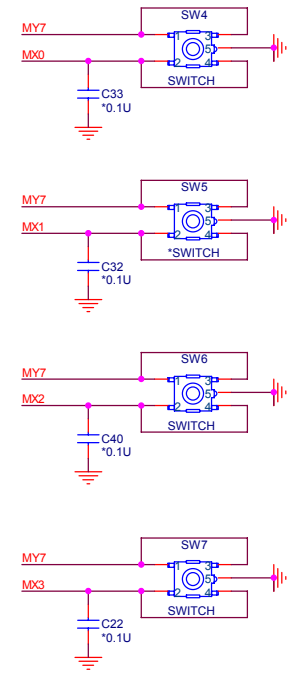 SW4
MY7
1 3
5
MX0
2 4
SWITCH
C33
*0.1U
SW5
MY7
1 3
5
MX1
2 4
*SWITCH
C32
*0.1U
SW6
MY7
1 3
5
MX2
2 4
SWITCH
C40
*0.1U
SW7
MY7
1 3
5
MX3
2 4
SWITCH
C22
*0.1U